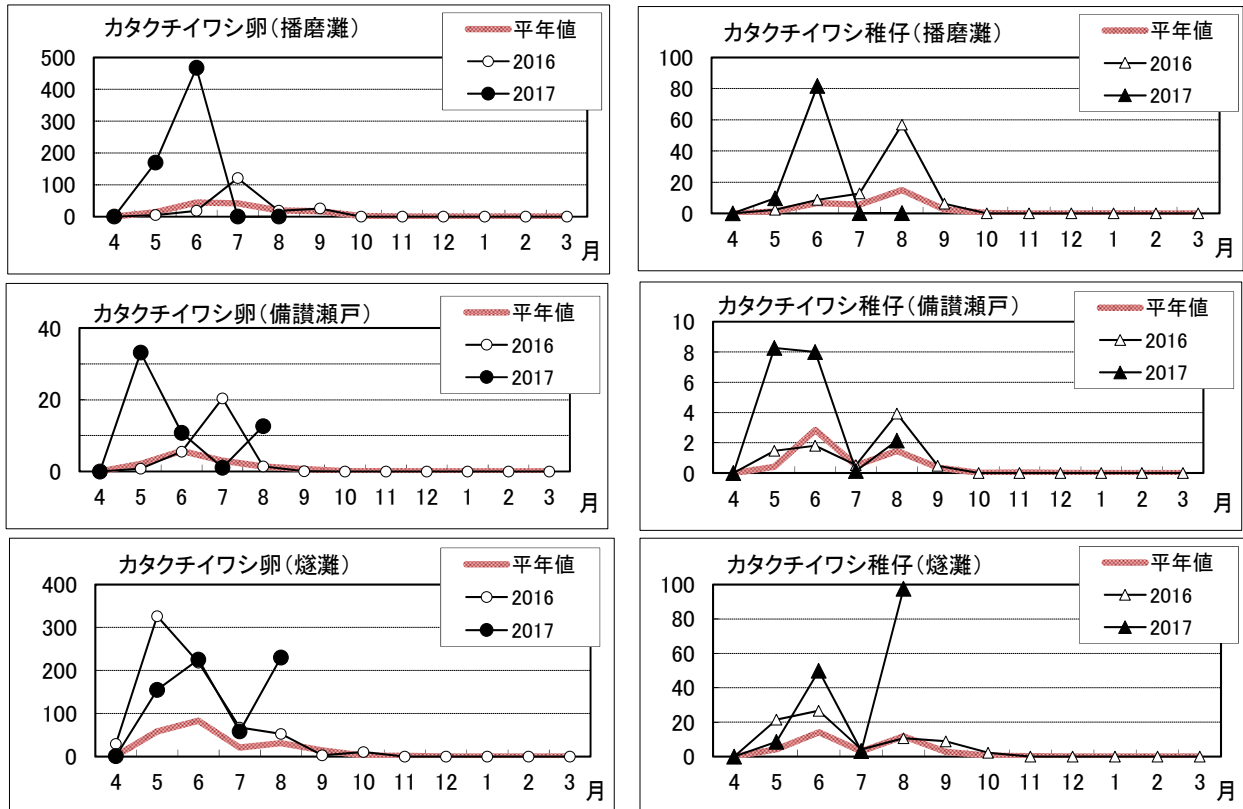 カタクチイワシ卵（播磨灘）
平年値
2016
2017
500
400
300
200
100
0
4 5 6 7 8 9 10 11 12 1 2 3 月
カタクチイワシ稚仔（播磨灘）
平年値
2016
2017
100
80
60
40
20
0
4 5 6 7 8 9 10 11 12 1 2 3 月
カタクチイワシ卵（備讃瀬戸）
平年値
2016
2017
40
20
0
4 5 6 7 8 9 10 11 12 1 2 3 月
カタクチイワシ稚仔（備讃瀬戸）
平年値
2016
2017
10
8
6
4
2
0
4 5 6 7 8 9 10 11 12 1 2 3 月
カタクチイワシ卵（燧灘）
平年値
2016
2017
400
300
200
100
0
4 5 6 7 8 9 10 11 12 1 2 3 月
カタクチイワシ稚仔（燧灘）
平年値
2016
2017
100
80
60
40
20
0
4 5 6 7 8 9 10 11 12 1 2 3 月